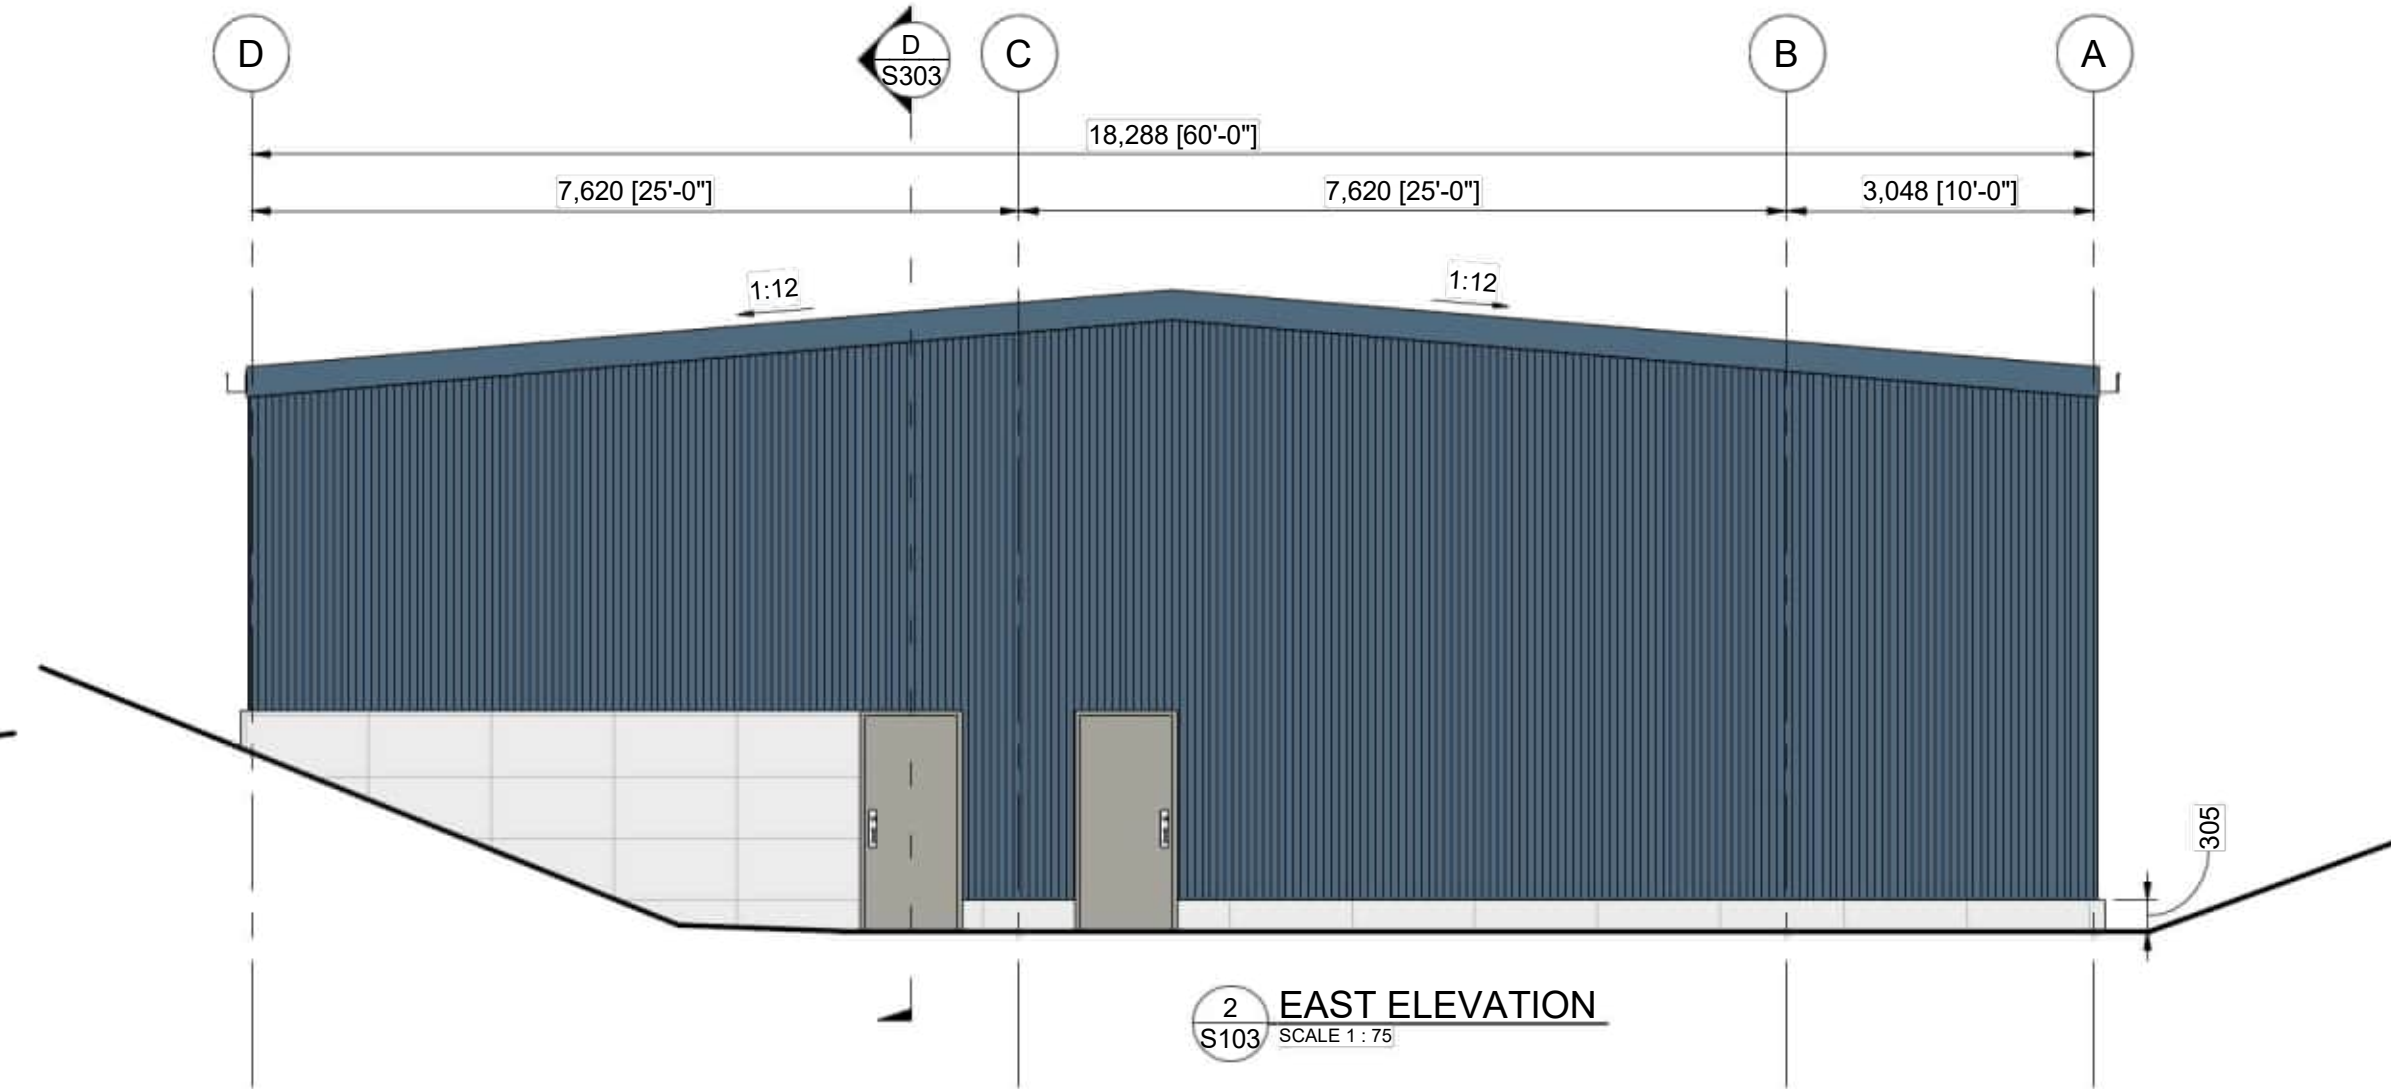 D
D
S303
C
B
A
18,288 [60'-0"]
7,620 [25'-0"]
7,620 [25'-0"]
3,048 [10'-0"]
1:12
1:12
305
2
S103
EAST ELEVATION
SCALE 1 : 75